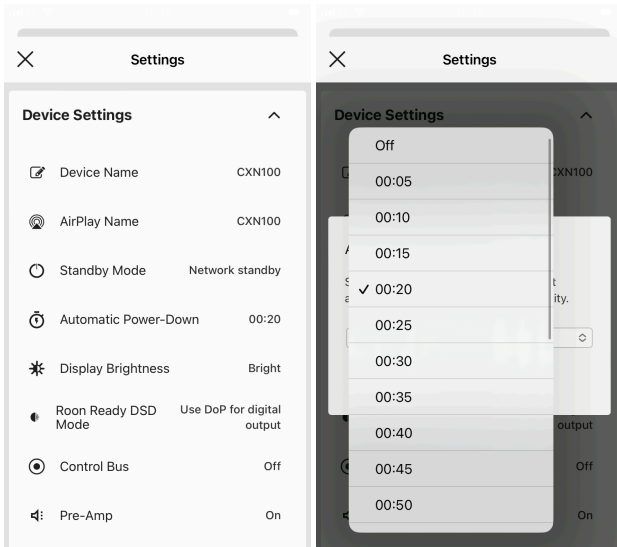 Settings
Device Settings
Device Name CXN100
AirPlay Name CXN100
Standby Mode Network standby
Automatic Power-Down 00:20
Display Brightness Bright
Roon Ready DSD Use DoP for digital
Mode output
Control Bus Off
Pre-Amp On
Settings
Device Settings
Off
00:05
CXN100
00:10
00:15
00:20
ity.
00:25
00:30
00:35
00:40
output
00:45
Off
00:50
On